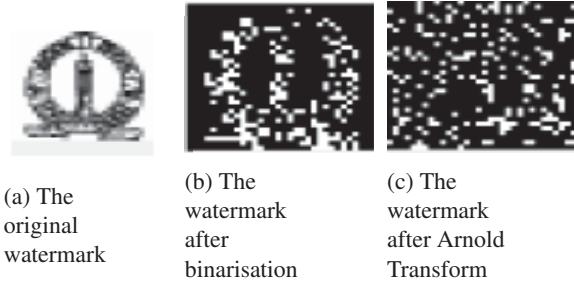 (a) The
original
watermark
(b) The
watermark
after
binarisation
(c) The
watermark
after Arnold
Transform